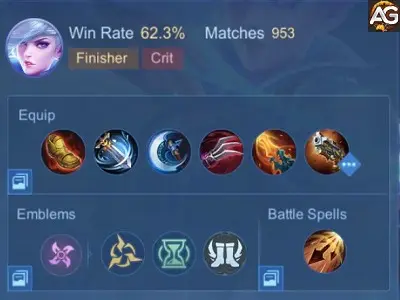 AG
Win Rate 62.3% Matches 953
Finisher Crit
Equip
Emblems Battle Spells